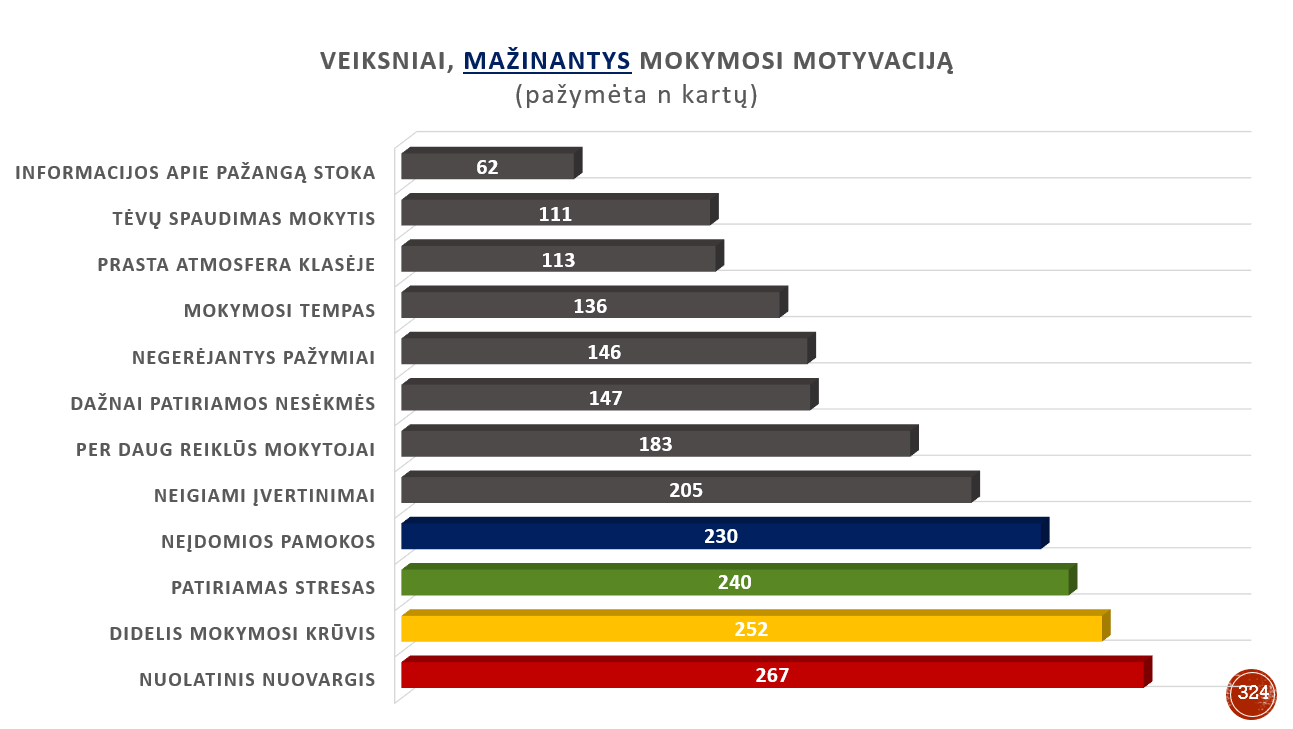 VEIKSNIAI, MAŽINANTYS MOKYMOSI MOTYVACIJĄ
(pažymėta n kartų)
INFORMACIJOS APIE PAŽANGĄ STOKA 62
TĖVŲ SPAUDIMAS MOKYTIS 111
PRASTA ATMOSFERA KLASĖJE 113
MOKYMOSI TEMPAS 136
NEGERĖJANTYS PAŽYMIAI 146
DAŽNAI PATIRIAMOS NESĖKMĖS 147
PER DAUG REIKLŪS MOKYTOJAI 183
NEIGIAMI ĮVERTINIMAI 205
NEĮDOMIOS PAMOKOS 230
PATIRIAMAS STRESAS 240
DIDELIS MOKYMOSI KRŪVIS 252
NUOLATINIS NUOVARGIS 267
324